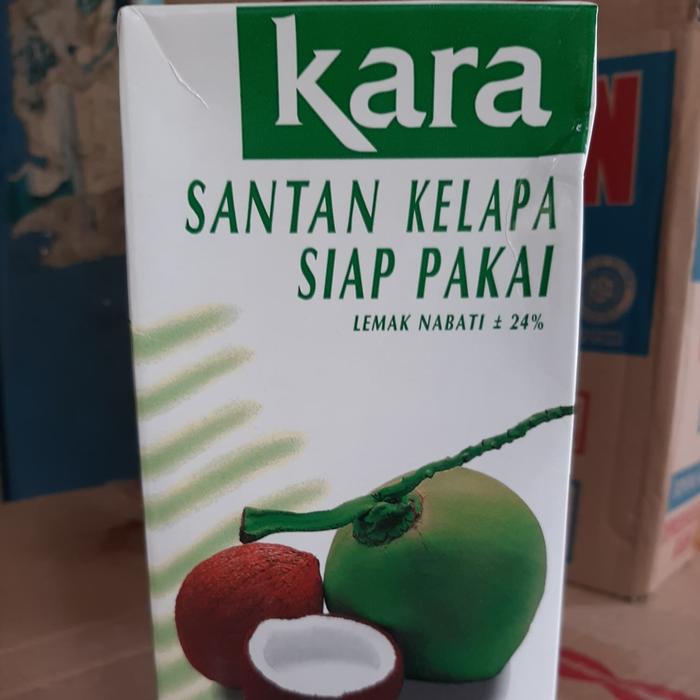 kara
SANTAN KELAPA
SIAP PAKAI
LEMAK NABATI ± 24%
N